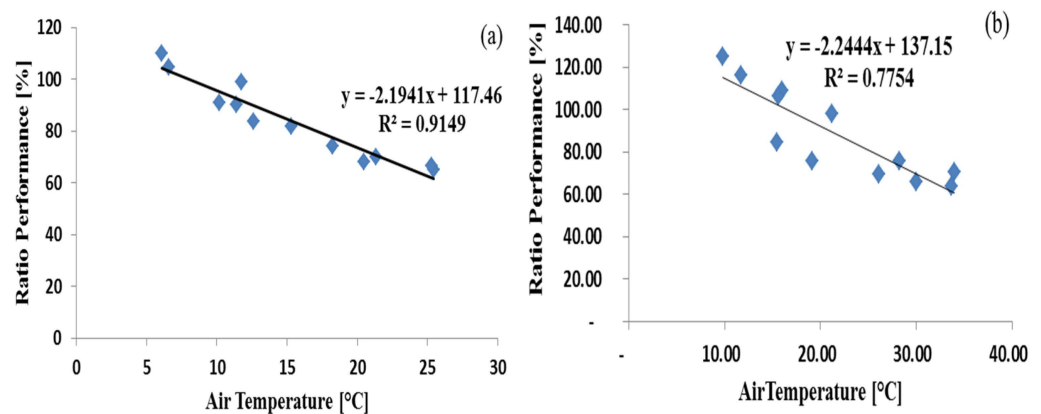 (a)
Ratio Performance [%]
120
100
80
60
40
20
0
y = -2.1941x + 117.46
R² = 0.9149
0 5 10 15 20 25 30
Air Temperature [°C]
(b)
Ratio Performance [%]
140.00
120.00
100.00
80.00
60.00
40.00
20.00
-
y = -2.2444x + 137.15
R² = 0.7754
- 10.00 20.00 30.00 40.00
AirTemperature [°C]